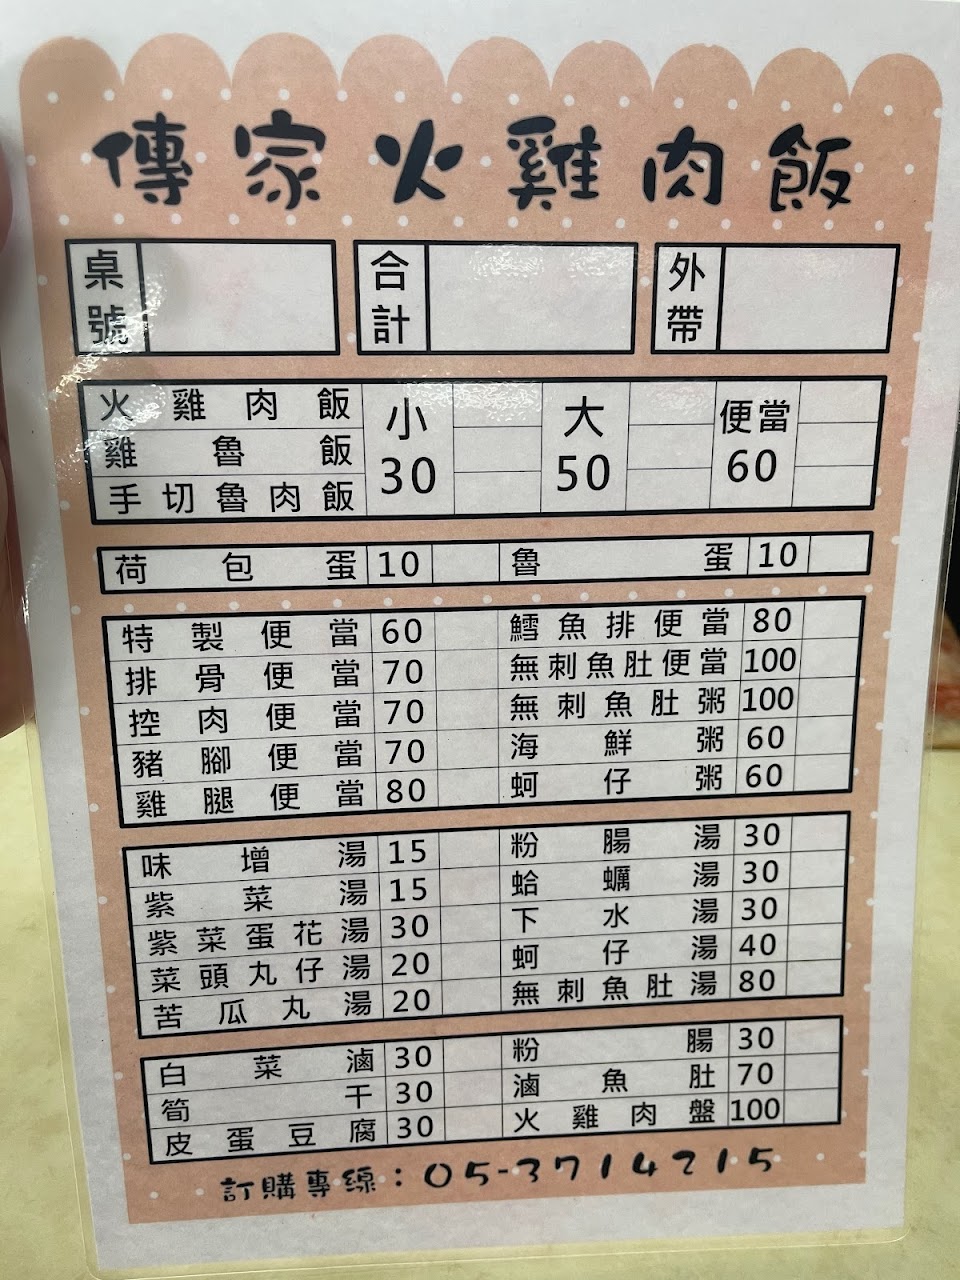 傳家火雞肉飯
桌號 合計 外帶
火雞肉飯 小 30 大 50 便當 60
雞魯飯
手切魯肉飯
荷包蛋 10 魯蛋 10
特製便當 60 鱈魚排便當 80
排骨便當 70 無刺魚肚便當 100
控肉便當 70 無刺魚肚粥 100
豬腳便當 70 海鮮粥 60
雞腿便當 80 蚵仔粥 60
味增湯 15 粉腸湯 30
紫菜湯 15 蛤蠣湯 30
紫菜蛋花湯 30 下水湯 30
菜頭丸仔湯 20 蚵仔湯 40
苦瓜丸湯 20 無刺魚肚湯 80
白菜滷 30 粉腸 30
筍干 30 滷魚肚 70
皮蛋豆腐 30 火雞肉盤 100
訂購專線：05-3714215